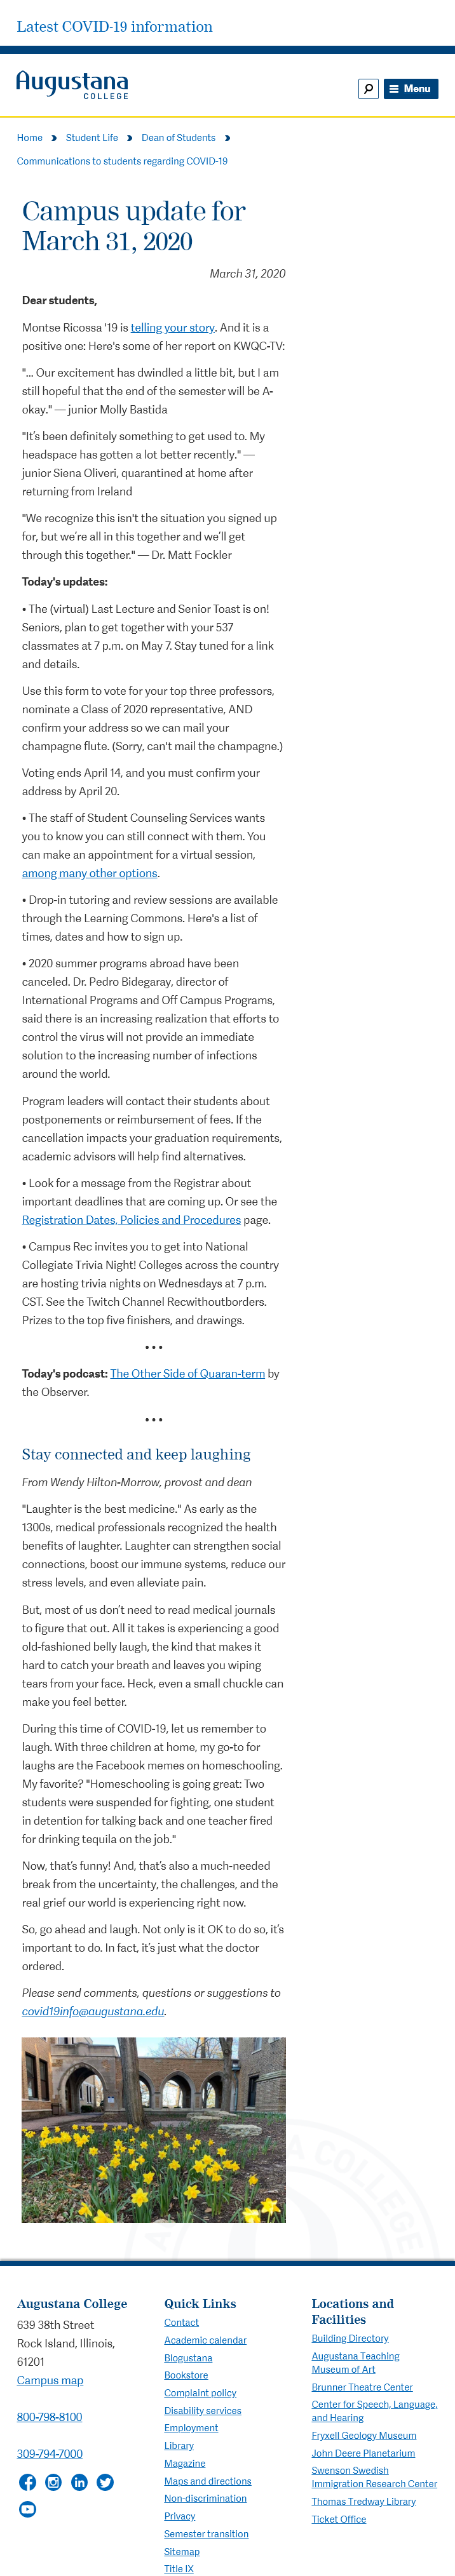 Latest COVID-19 information
Augustana
COLLEGE
Menu
Home
Student Life
Dean of Students
Communications to students regarding COVID-19
Campus update for
March 31, 2020
March 31, 2020
Dear students,
Montse Ricossa '19 is telling your story. And it is a
positive one: Here's some of her report on KWQC-TV:
"... Our excitement has dwindled a little bit, but I am
still hopeful that the end of the semester will be A-
okay." — junior Molly Bastida
"It's been definitely something to get used to. My
headspace has gotten a lot better recently." —
junior Siena Oliveri, quarantined at home after
returning from Ireland
"We recognize this isn't the situation you signed up
for, but we're all in this together and we'll get
through this together." — Dr. Matt Fockler
Today's updates:
• The (virtual) Last Lecture and Senior Toast is on!
Seniors, plan to get together with your 537
classmates at 7 p.m. on May 7. Stay tuned for a link
and details.
Use this form to vote for your top three professors,
nominate a Class of 2020 representative, AND
confirm your address so we can mail your
champagne flute. (Sorry, can't mail the champagne.)
Voting ends April 14, and you must confirm your
address by April 20.
• The staff of Student Counseling Services wants
you to know you can still connect with them. You
can make an appointment for a virtual session,
among many other options.
• Drop-in tutoring and review sessions are available
through the Learning Commons. Here's a list of
times, dates and how to sign up.
• 2020 summer programs abroad have been
canceled. Dr. Pedro Bidegaray, director of
International Programs and Off Campus Programs,
said there is an increasing realization that efforts to
control the virus will not provide an immediate
solution to the increasing number of infections
around the world.
Program leaders will contact their students about
postponements or reimbursement of fees. If the
cancellation impacts your graduation requirements,
academic advisors will help find alternatives.
• Look for a message from the Registrar about
important deadlines that are coming up. Or see the
Registration Dates, Policies and Procedures page.
• Campus Rec invites you to get into National
Collegiate Trivia Night! Colleges across the country
are hosting trivia nights on Wednesdays at 7 p.m.
CST. See the Twitch Channel Recwithoutborders.
Prizes to the top five finishers, and drawings.
• • •
Today's podcast: The Other Side of Quaran-term by
the Observer.
• • •
Stay connected and keep laughing
From Wendy Hilton-Morrow, provost and dean
"Laughter is the best medicine." As early as the
1300s, medical professionals recognized the health
benefits of laughter. Laughter can strengthen social
connections, boost our immune systems, reduce our
stress levels, and even alleviate pain.
But, most of us don't need to read medical journals
to figure that out. All it takes is experiencing a good
old-fashioned belly laugh, the kind that makes it
hard to catch your breath and leaves you wiping
tears from your face. Heck, even a small chuckle can
make you feel better.
During this time of COVID-19, let us remember to
laugh. With three children at home, my go-to for
laughs are the Facebook memes on homeschooling.
My favorite? "Homeschooling is going great: Two
students were suspended for fighting, one student
in detention for talking back and one teacher fired
for drinking tequila on the job."
Now, that's funny! And, that's also a much-needed
break from the uncertainty, the challenges, and the
real grief our world is experiencing right now.
So, go ahead and laugh. Not only is it OK to do so, it's
important to do. In fact, it's just what the doctor
ordered.
Please send comments, questions or suggestions to
covid19info@augustana.edu.
Augustana College
639 38th Street
Rock Island, Illinois,
61201
Campus map
800-798-8100
309-794-7000
Quick Links
Contact
Academic calendar
Blogustana
Bookstore
Complaint policy
Disability services
Employment
Library
Magazine
Maps and directions
Non-discrimination
Privacy
Semester transition
Sitemap
Title IX
Locations and
Facilities
Building Directory
Augustana Teaching
Museum of Art
Brunner Theatre Center
Center for Speech, Language,
and Hearing
Fryxell Geology Museum
John Deere Planetarium
Swenson Swedish
Immigration Research Center
Thomas Tredway Library
Ticket Office